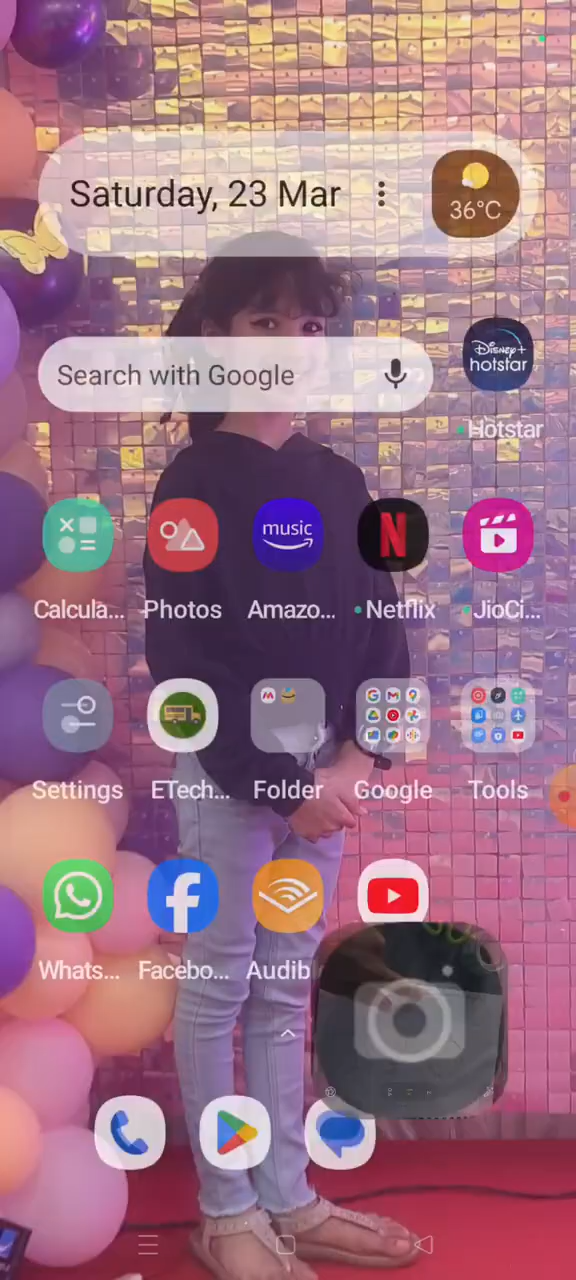 Saturday, 23 Mar
36°C
Search with Google
Disney+
hotstar
Hotstar
music
N
Calcula...
Photos
Amazo...
Netflix
JioCi...
Settings
ETech...
Folder
Google
Tools
Whats...
Facebo...
Audib